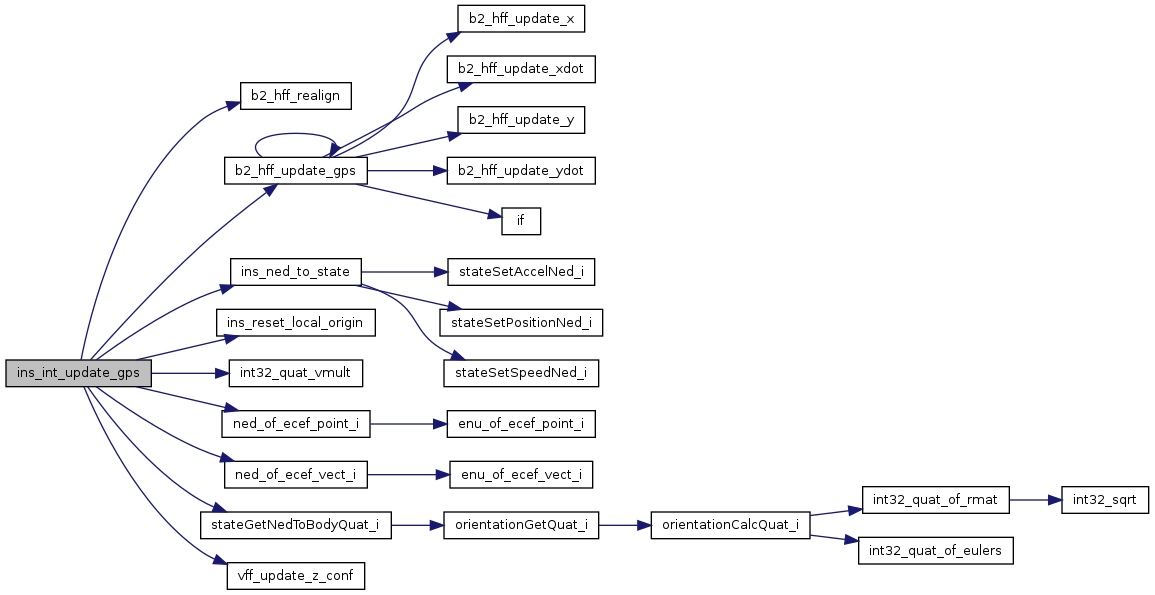 b2_hff_update_x
b2_hff_update_xdot
b2_hff_realign
b2_hff_update_y
b2_hff_update_gps
b2_hff_update_ydot
if
ins_ned_to_state
stateSetAccelNed_i
ins_reset_local_origin
stateSetPositionNed_i
ins_int_update_gps
int32_quat_vmult
stateSetSpeedNed_i
ned_of_ecef_point_i
enu_of_ecef_point_i
ned_of_ecef_vect_i
enu_of_ecef_vect_i
int32_quat_of_rmat
int32_sqrt
stateGetNedToBodyQuat_i
orientationGetQuat_i
orientationCalcQuat_i
int32_quat_of_eulers
vff_update_z_conf